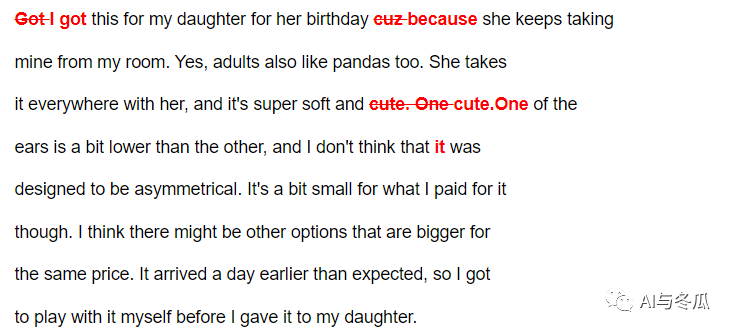 Got I got this for my daughter for her birthday cuz because she keeps taking
mine from my room. Yes, adults also like pandas too. She takes
it everywhere with her, and it's super soft and cute. One cute.One of the
ears is a bit lower than the other, and I don't think that it was
designed to be asymmetrical. It's a bit small for what I paid for it
though. I think there might be other options that are bigger for
the same price. It arrived a day earlier than expected, so I got
to play with it myself before I gave it to my daughter.
AI与冬瓜